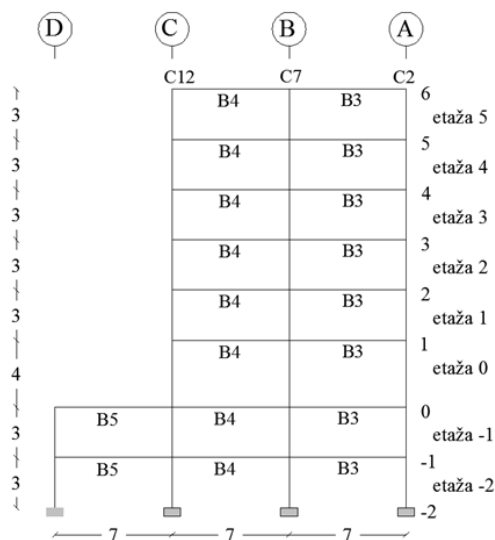 D C B A
C12 C7 C2
6
3 B4 B3 etaža 5
5
3 B4 B3 etaža 4
4
3 B4 B3 etaža 3
3
3 B4 B3 etaža 2
2
3 B4 B3 etaža 1
1
4 B4 B3 etaža 0
0
3 B5 B4 B3 etaža -1
-1
3 B5 B4 B3 etaža -2
-2
7 7 7